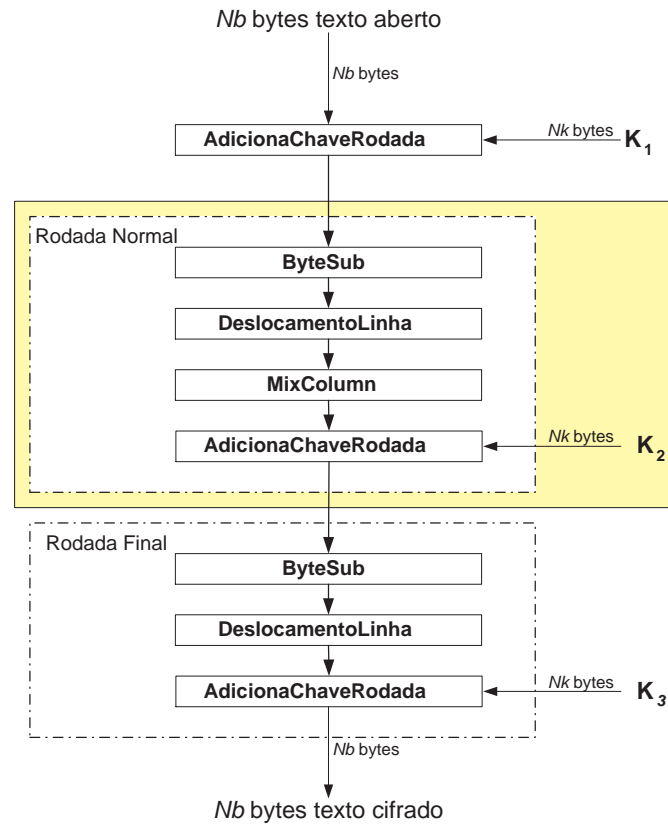 Nb bytes texto aberto
Nb bytes
AdicionaChaveRodada
Nk bytes
K1
Rodada Normal
ByteSub
DeslocamentoLinha
MixColumn
AdicionaChaveRodada
Nk bytes
K2
Rodada Final
ByteSub
DeslocamentoLinha
AdicionaChaveRodada
Nk bytes
K3
Nb bytes
Nb bytes texto cifrado